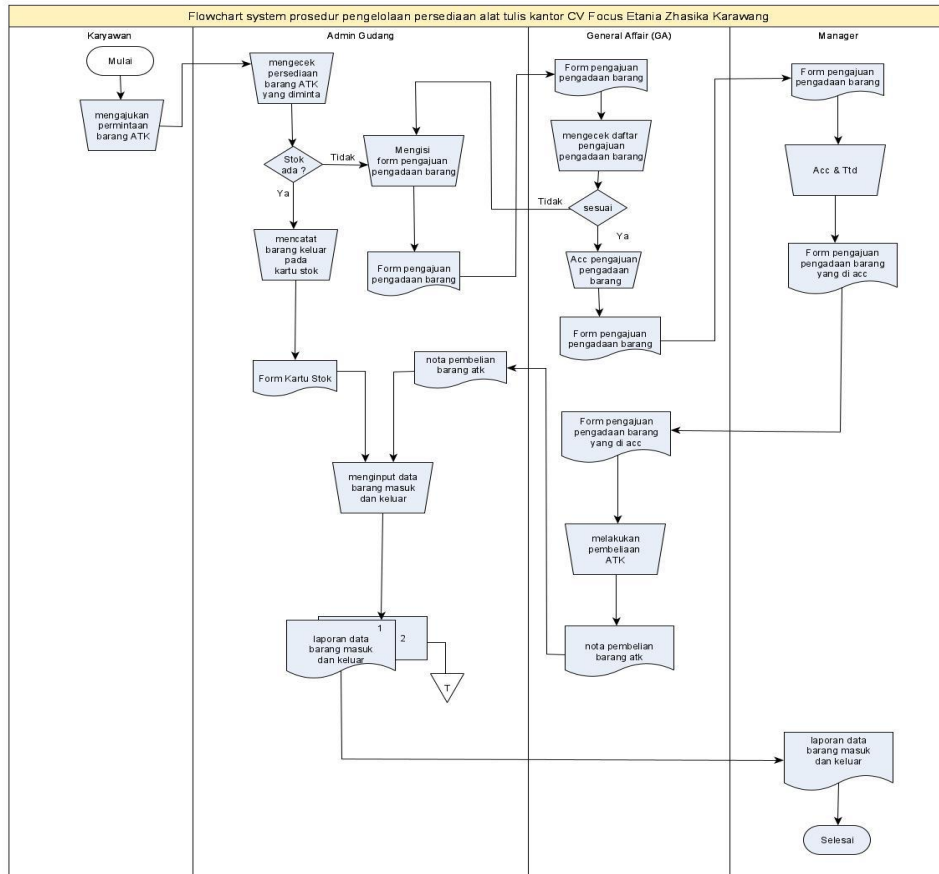 Flowchart system prosedur pengelolaan persediaan alat tulis kantor CV Focus Etania Zhasika Karawang
Karyawan
Admin Gudang
General Affair (GA)
Manager
Mulai
mengajukan
permintaan
barang ATK
mengecek
persediaan
barang ATK
yang diminta
Stok
ada ?
Tidak
Ya
Mengisi
form pengajuan
pengadaan barang
mencatat
barang keluar
pada
kartu stok
Form pengajuan
pengadaan barang
Form Kartu Stok
nota pembelian
barang atk
menginput data
barang masuk
dan keluar
1
2
laporan data
barang masuk
dan keluar
T
Form pengajuan
pengadaan barang
mengecek daftar
pengajuan
pengadaan barang
Tidak
sesuai
Ya
Acc pengajuan
pengadaan
barang
Form pengajuan
pengadaan barang
Form pengajuan
pengadaan barang
yang di acc
melakukan
pembeliaan
ATK
nota pembelian
barang atk
Form pengajuan
pengadaan barang
Acc & Ttd
Form pengajuan
pengadaan barang
yang di acc
laporan data
barang masuk
dan keluar
Selesai